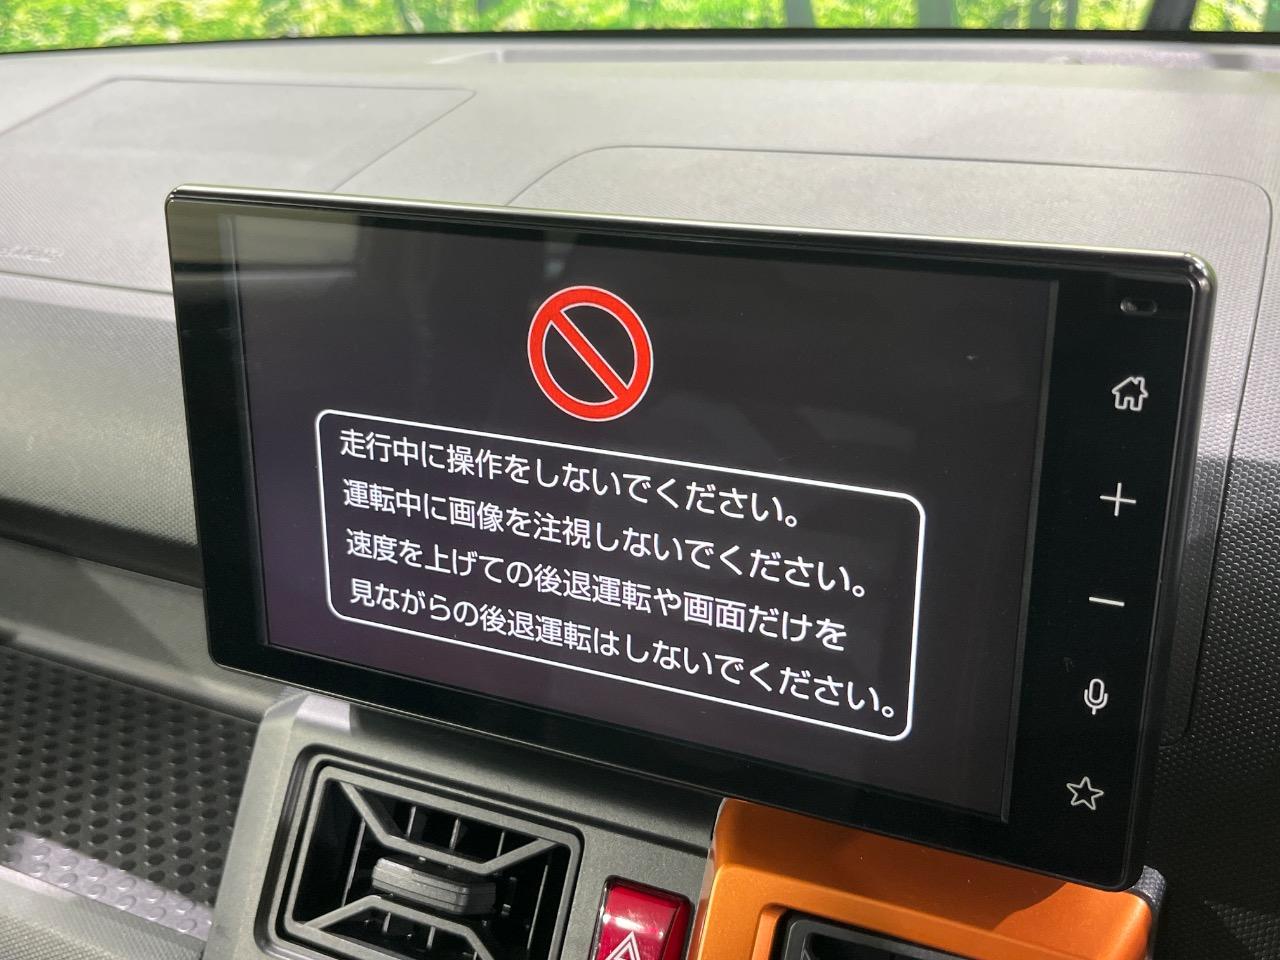 走行中に操作をしないでください。
運転中に画像を注視しないでください。
速度を上げての後退運転や画面だけを
見ながらの後退運転はしないでください。